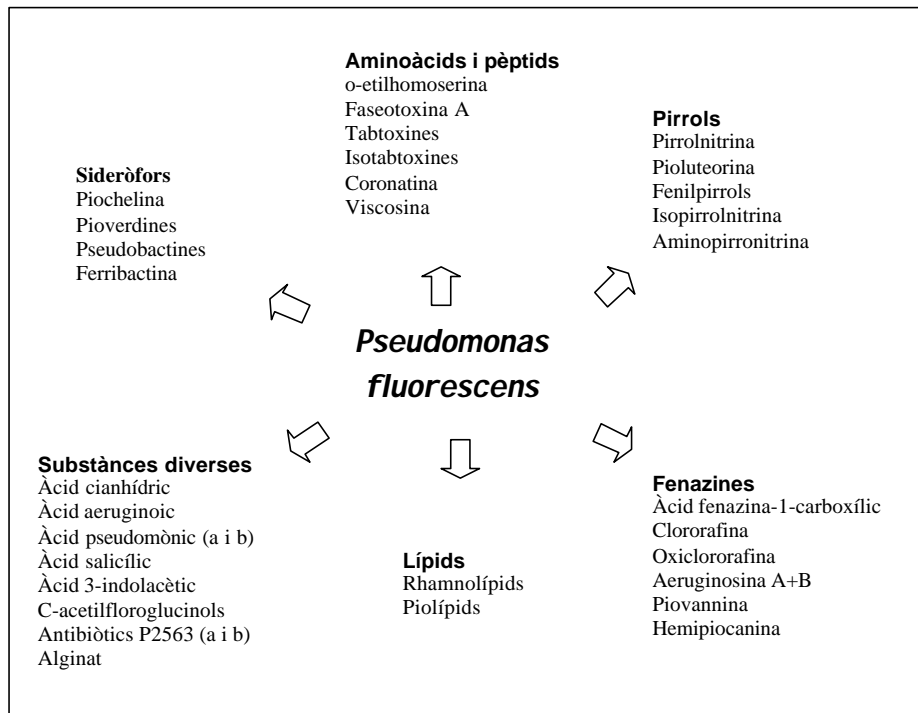 Aminoàcids i pèptids
o-etilhomoserina
Faseotoxina A
Tabtoxines
Isotabtoxines
Coronatina
Viscosina
Pirrols
Pirrolnitrina
Pioluteorina
Fenilpirrols
Isopirrolnitrina
Aminopirronitrina
Sideròfors
Piochelina
Pioverdines
Pseudobactines
Ferribactina
Pseudomonas
fluorescens
Substànces diverses
Àcid cianhídric
Àcid aeruginoic
Àcid pseudomònic (a i b)
Àcid salicílic
Àcid 3-indolacètic
C-acetilfloroglucinols
Antibiòtics P2563 (a i b)
Alginat
Lípids
Rhamnolípids
Piolípids
Fenazines
Àcid fenazina-1-carboxílic
Clororafina
Oxiclororafina
Aeruginosina A+B
Piovannina
Hemipiocanina